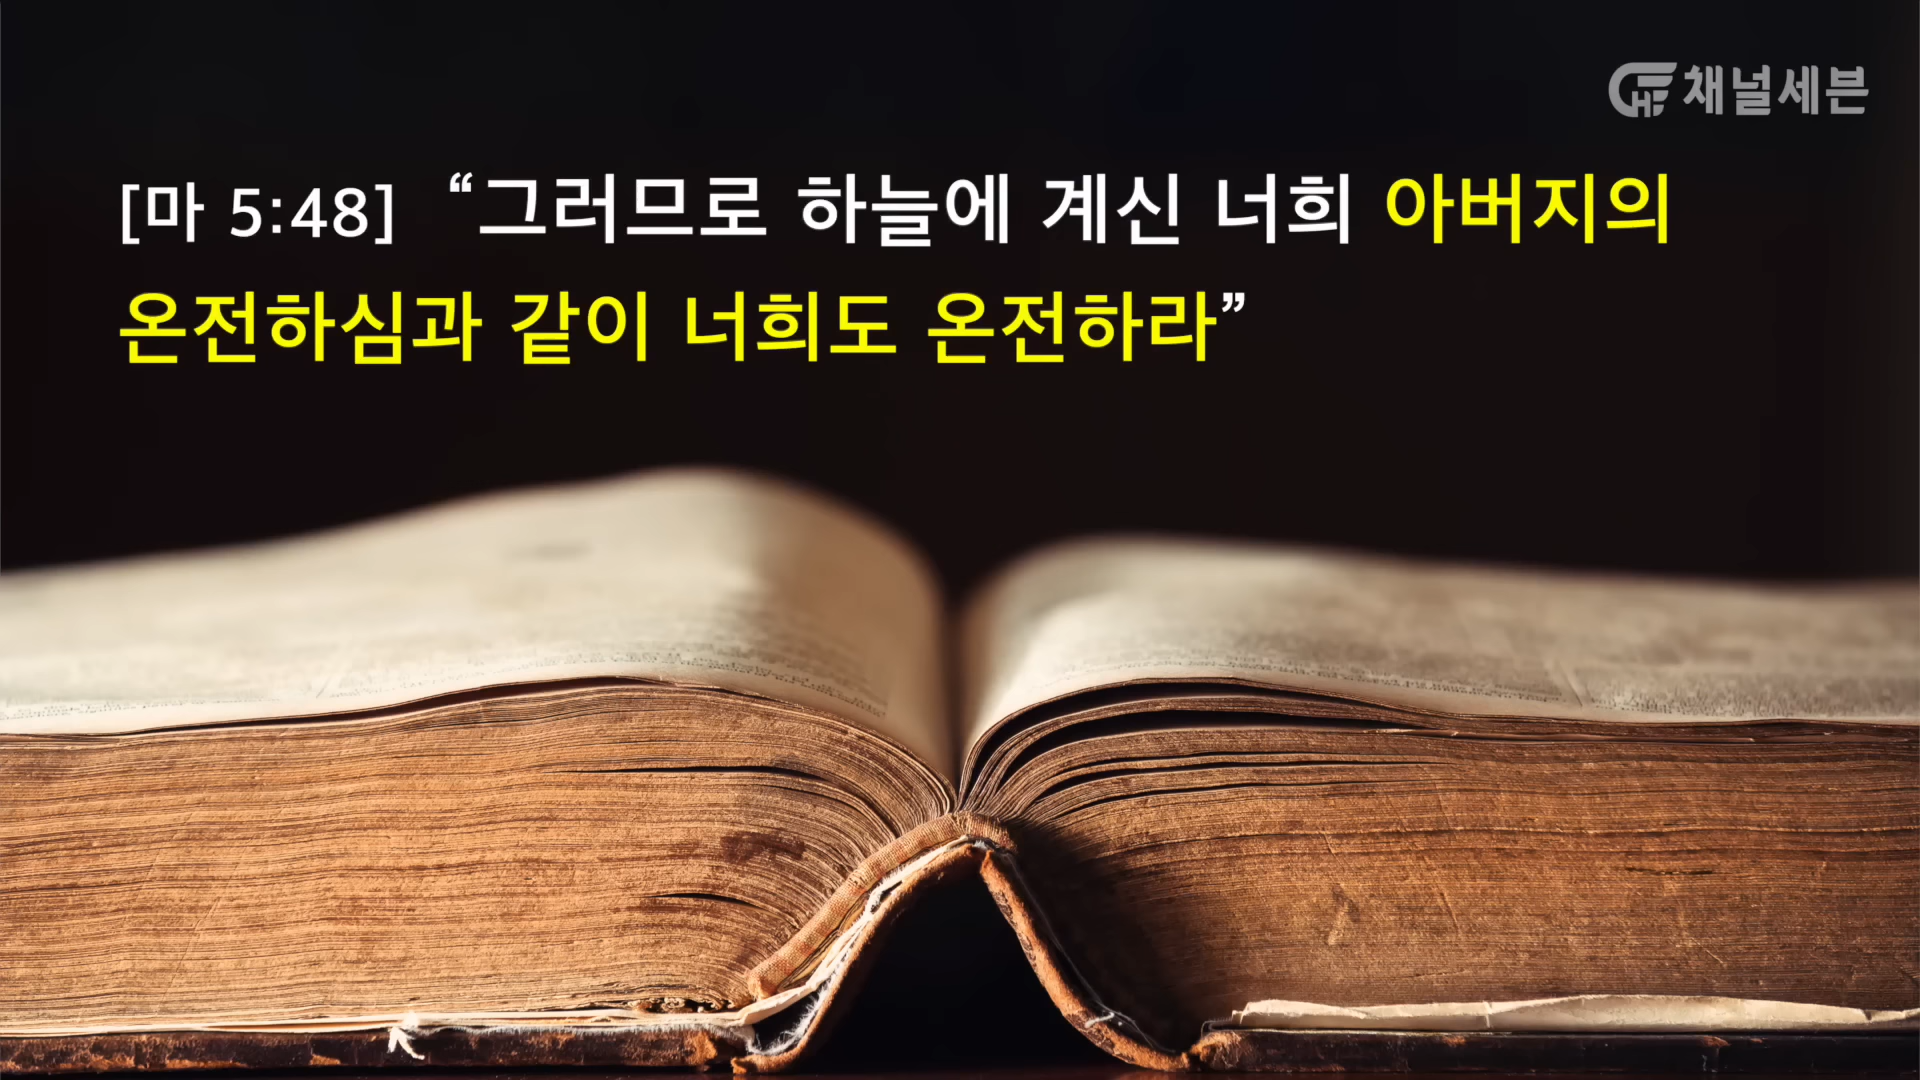 채널세븐
[마 5:48] “그러므로 하늘에 계신 너희 아버지의
온전하심과 같이 너희도 온전하라”